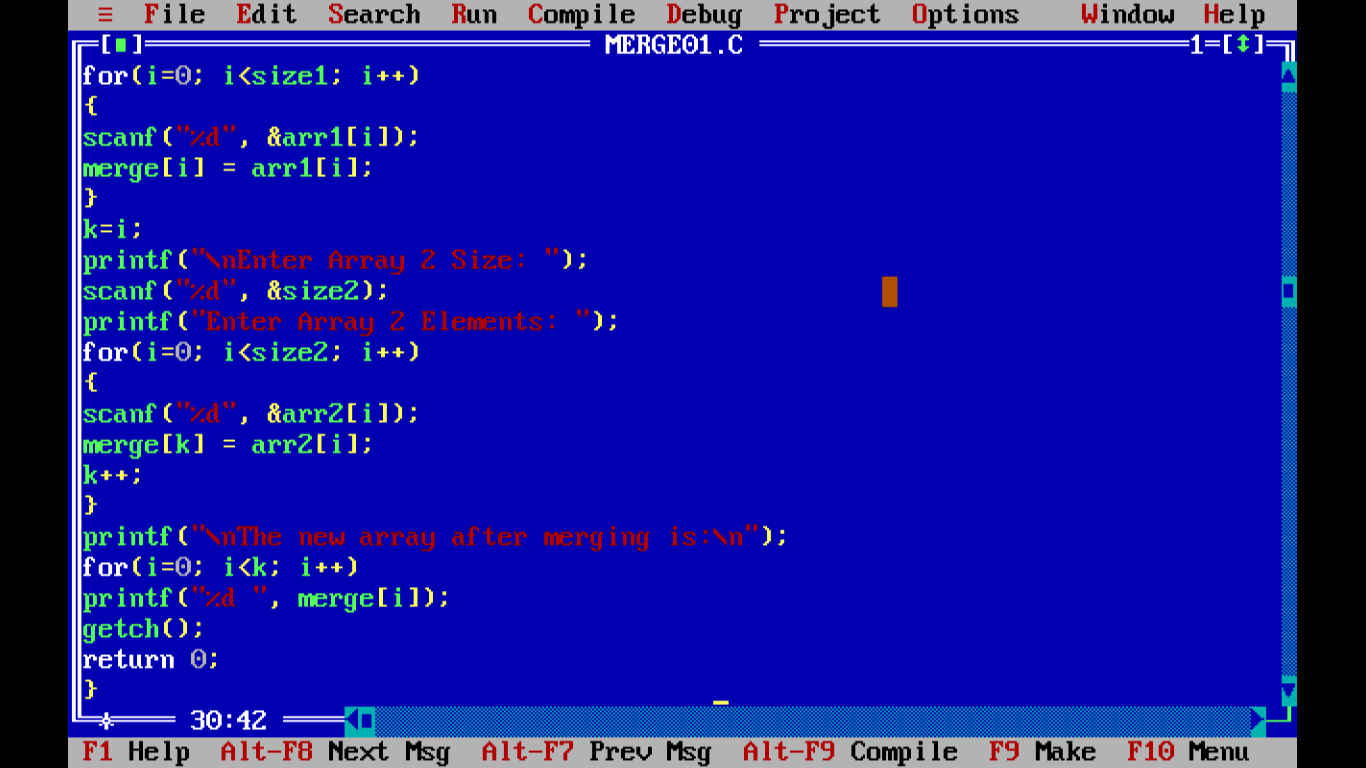 ≡ File Edit Search Run Compile Debug Project Options Window Help
[■] MERGE01.C 1=[↕]
for(i=0; i<size1; i++)
{
scanf("%d", &arr1[i]);
merge[i] = arr1[i];
}
k=i;
printf("\nEnter Array 2 Size: ");
scanf("%d", &size2);
printf("Enter Array 2 Elements: ");
for(i=0; i<size2; i++)
{
scanf("%d", &arr2[i]);
merge[k] = arr2[i];
k++;
}
printf("\nThe new array after merging is:\n");
for(i=0; i<k; i++)
printf("%d ", merge[i]);
getch();
return 0;
}
30:42
F1 Help Alt-F8 Next Msg Alt-F7 Prev Msg Alt-F9 Compile F9 Make F10 Menu